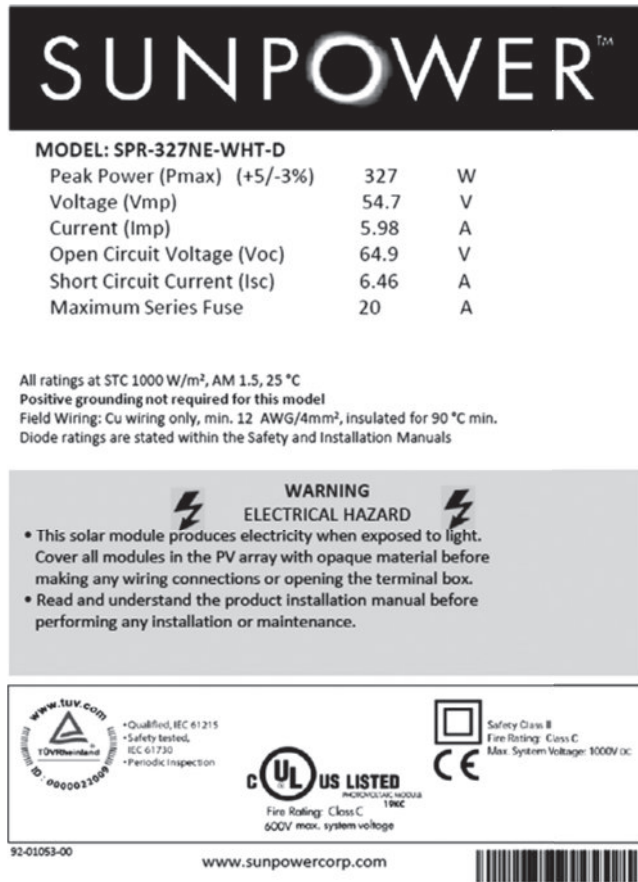 SUNPOWER™
MODEL: SPR-327NE-WHT-D
Peak Power (Pmax) (+5/-3%) 327 W
Voltage (Vmp) 54.7 V
Current (Imp) 5.98 A
Open Circuit Voltage (Voc) 64.9 V
Short Circuit Current (Isc) 6.46 A
Maximum Series Fuse 20 A
All ratings at STC 1000 W/m², AM 1.5, 25 °C
Positive grounding not required for this model
Field Wiring: Cu wiring only, min. 12 AWG/4mm², insulated for 90 °C min.
Diode ratings are stated within the Safety and Installation Manuals
WARNING
ELECTRICAL HAZARD
• This solar module produces electricity when exposed to light.
Cover all modules in the PV array with opaque material before
making any wiring connections or opening the terminal box.
• Read and understand the product installation manual before
performing any installation or maintenance.
www.tuv.com
TÜVRheinland
ID: 0000022009
•Qualified, IEC 61215
•Safety tested,
IEC 61730
•Periodic Inspection
C UL US LISTED
PHOTOVOLTAIC MODULE
19KC
Fire Rating: Class C
600V max. system voltage
CE
Safety Class II
Fire Rating: Class C
Max. System Voltage: 1000V DC
92-01053-00
www.sunpowercorp.com